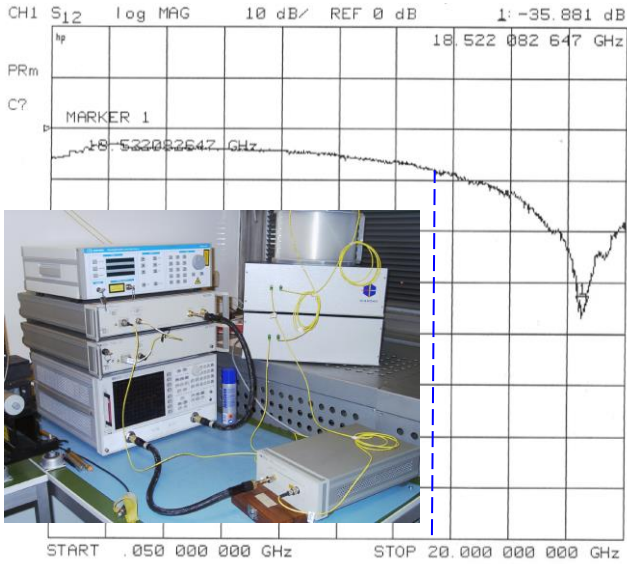 CH1 S12 log MAG 10 dB/ REF 0 dB 1: -35.881 dB
hp
18.522 082 647 GHz
PRm
C?
MARKER 1
18.522082647 GHz
START .050 000 000 GHz STOP 20.000 000 000 GHz